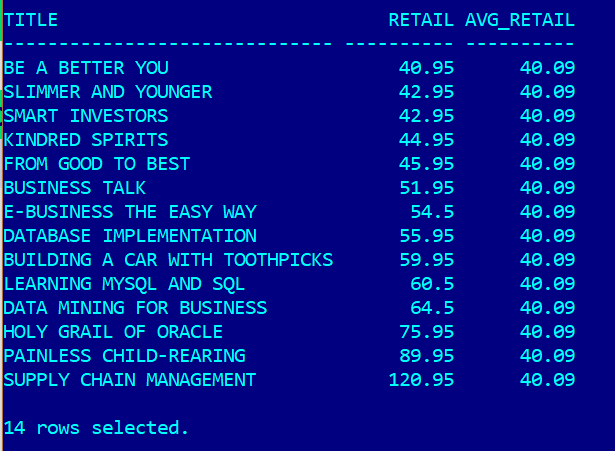 TITLE                              RETAIL AVG_RETAIL
------------------------------ ---------- ----------
BE A BETTER YOU                     40.95      40.09
SLIMMER AND YOUNGER                 42.95      40.09
SMART INVESTORS                     42.95      40.09
KINDRED SPIRITS                     44.95      40.09
FROM GOOD TO BEST                   45.95      40.09
BUSINESS TALK                       51.95      40.09
E-BUSINESS THE EASY WAY              54.5      40.09
DATABASE IMPLEMENTATION             55.95      40.09
BUILDING A CAR WITH TOOTHPICKS      59.95      40.09
LEARNING MYSQL AND SQL               60.5      40.09
DATA MINING FOR BUSINESS             64.5      40.09
HOLY GRAIL OF ORACLE                75.95      40.09
PAINLESS CHILD-REARING              89.95      40.09
SUPPLY CHAIN MANAGEMENT            120.95      40.09
14 rows selected.